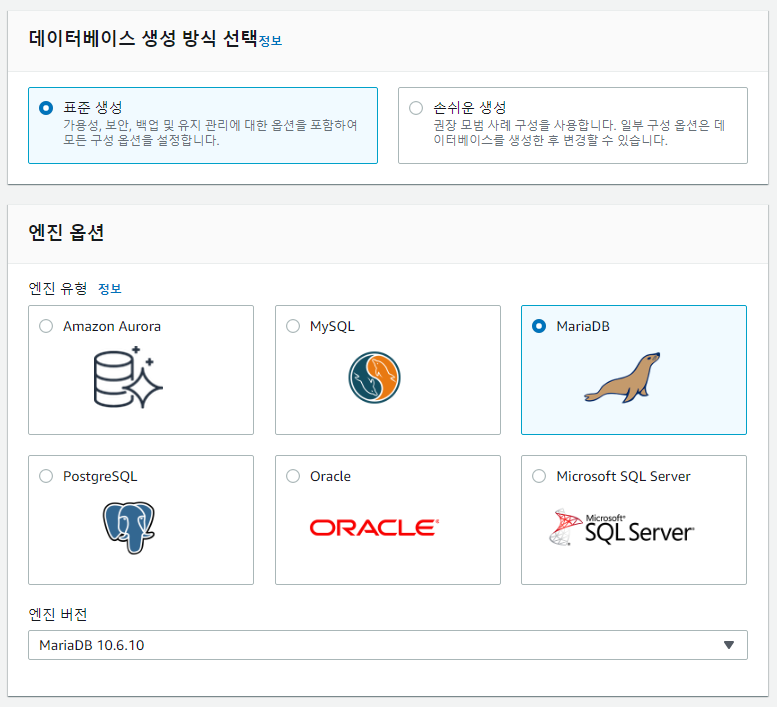 데이터베이스 생성 방식 선택정보
표준 생성
가용성, 보안, 백업 및 유지 관리에 대한 옵션을 포함하여
모든 구성 옵션을 설정합니다.
손쉬운 생성
권장 모범 사례 구성을 사용합니다. 일부 구성 옵션은 데
이터베이스를 생성한 후 변경할 수 있습니다.
엔진 옵션
엔진 유형 정보
Amazon Aurora
MySQL
MariaDB
PostgreSQL
Oracle
ORACLE®
Microsoft SQL Server
Microsoft®
SQL Server®
엔진 버전
MariaDB 10.6.10